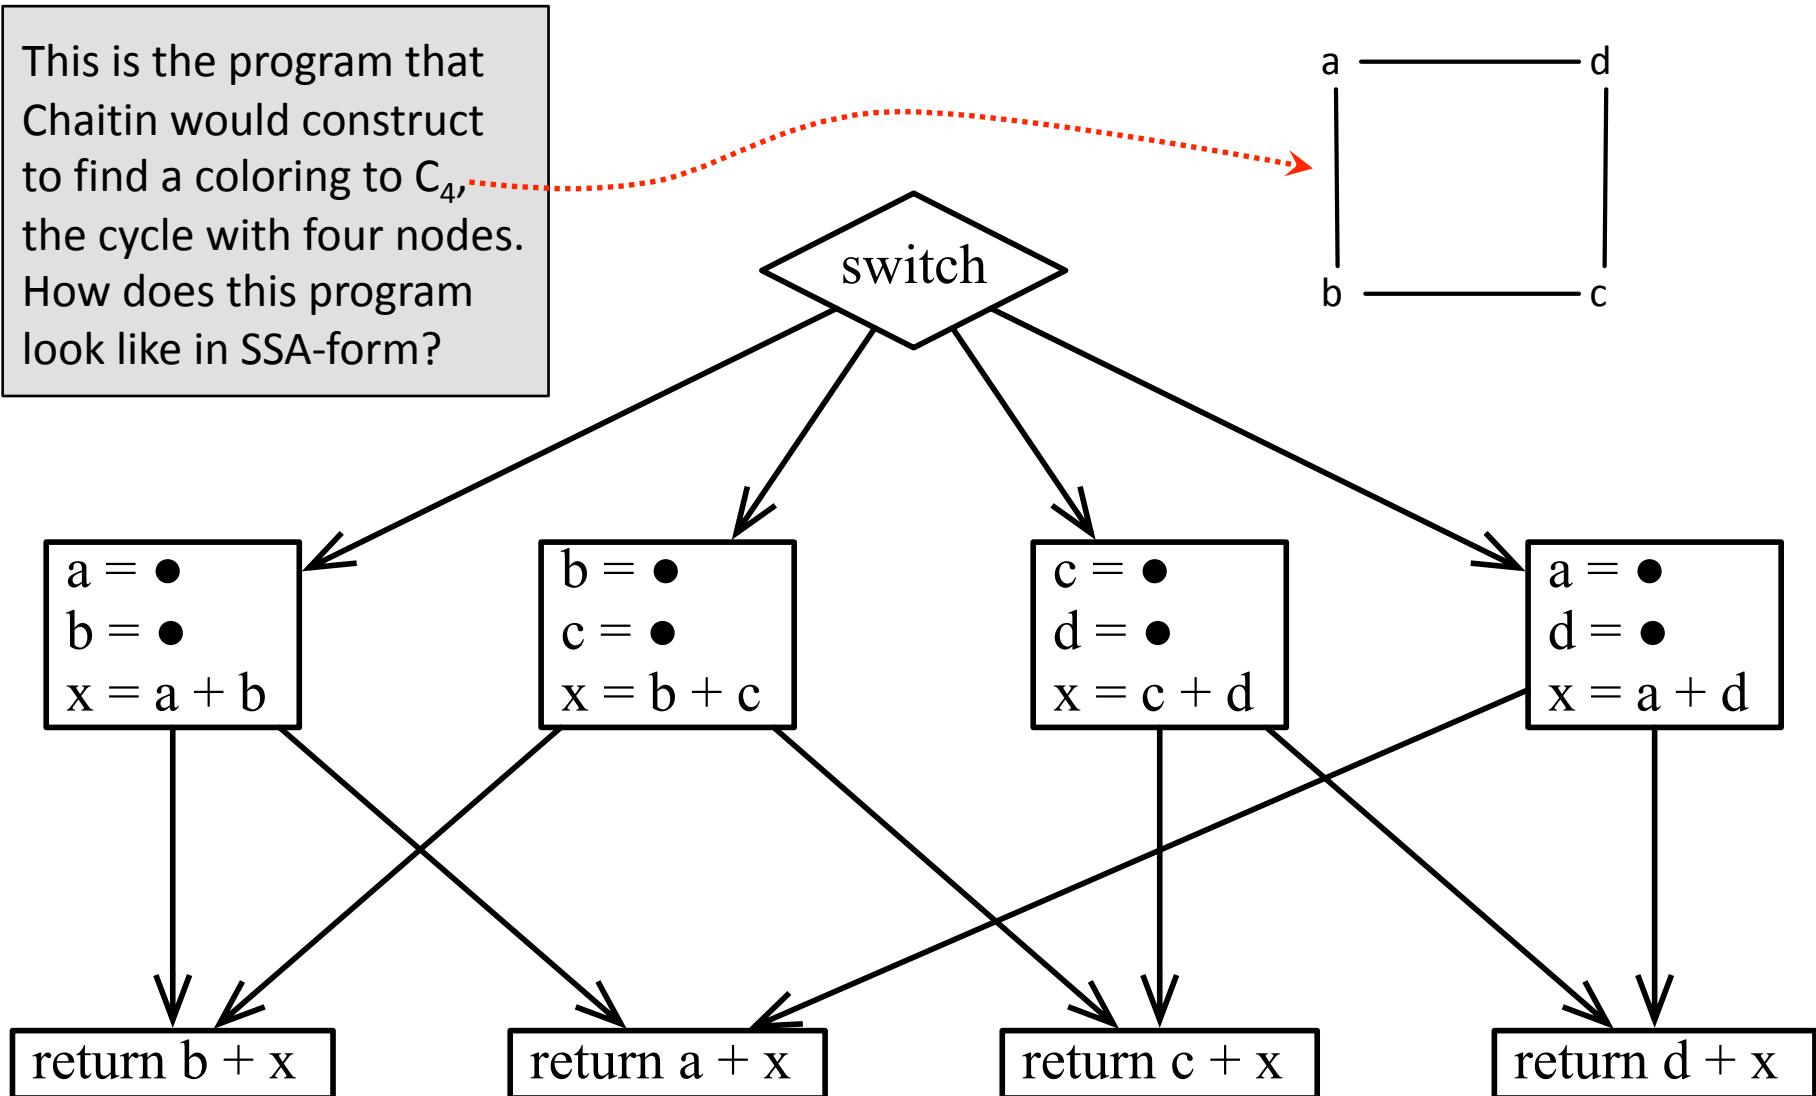 This is the program that
Chaitin would construct
to find a coloring to C₄,
the cycle with four nodes.
How does this program
look like in SSA-form?
a
d
b
c
switch
a = ●
b = ●
x = a + b
b = ●
c = ●
x = b + c
c = ●
d = ●
x = c + d
a = ●
d = ●
x = a + d
return b + x
return a + x
return c + x
return d + x